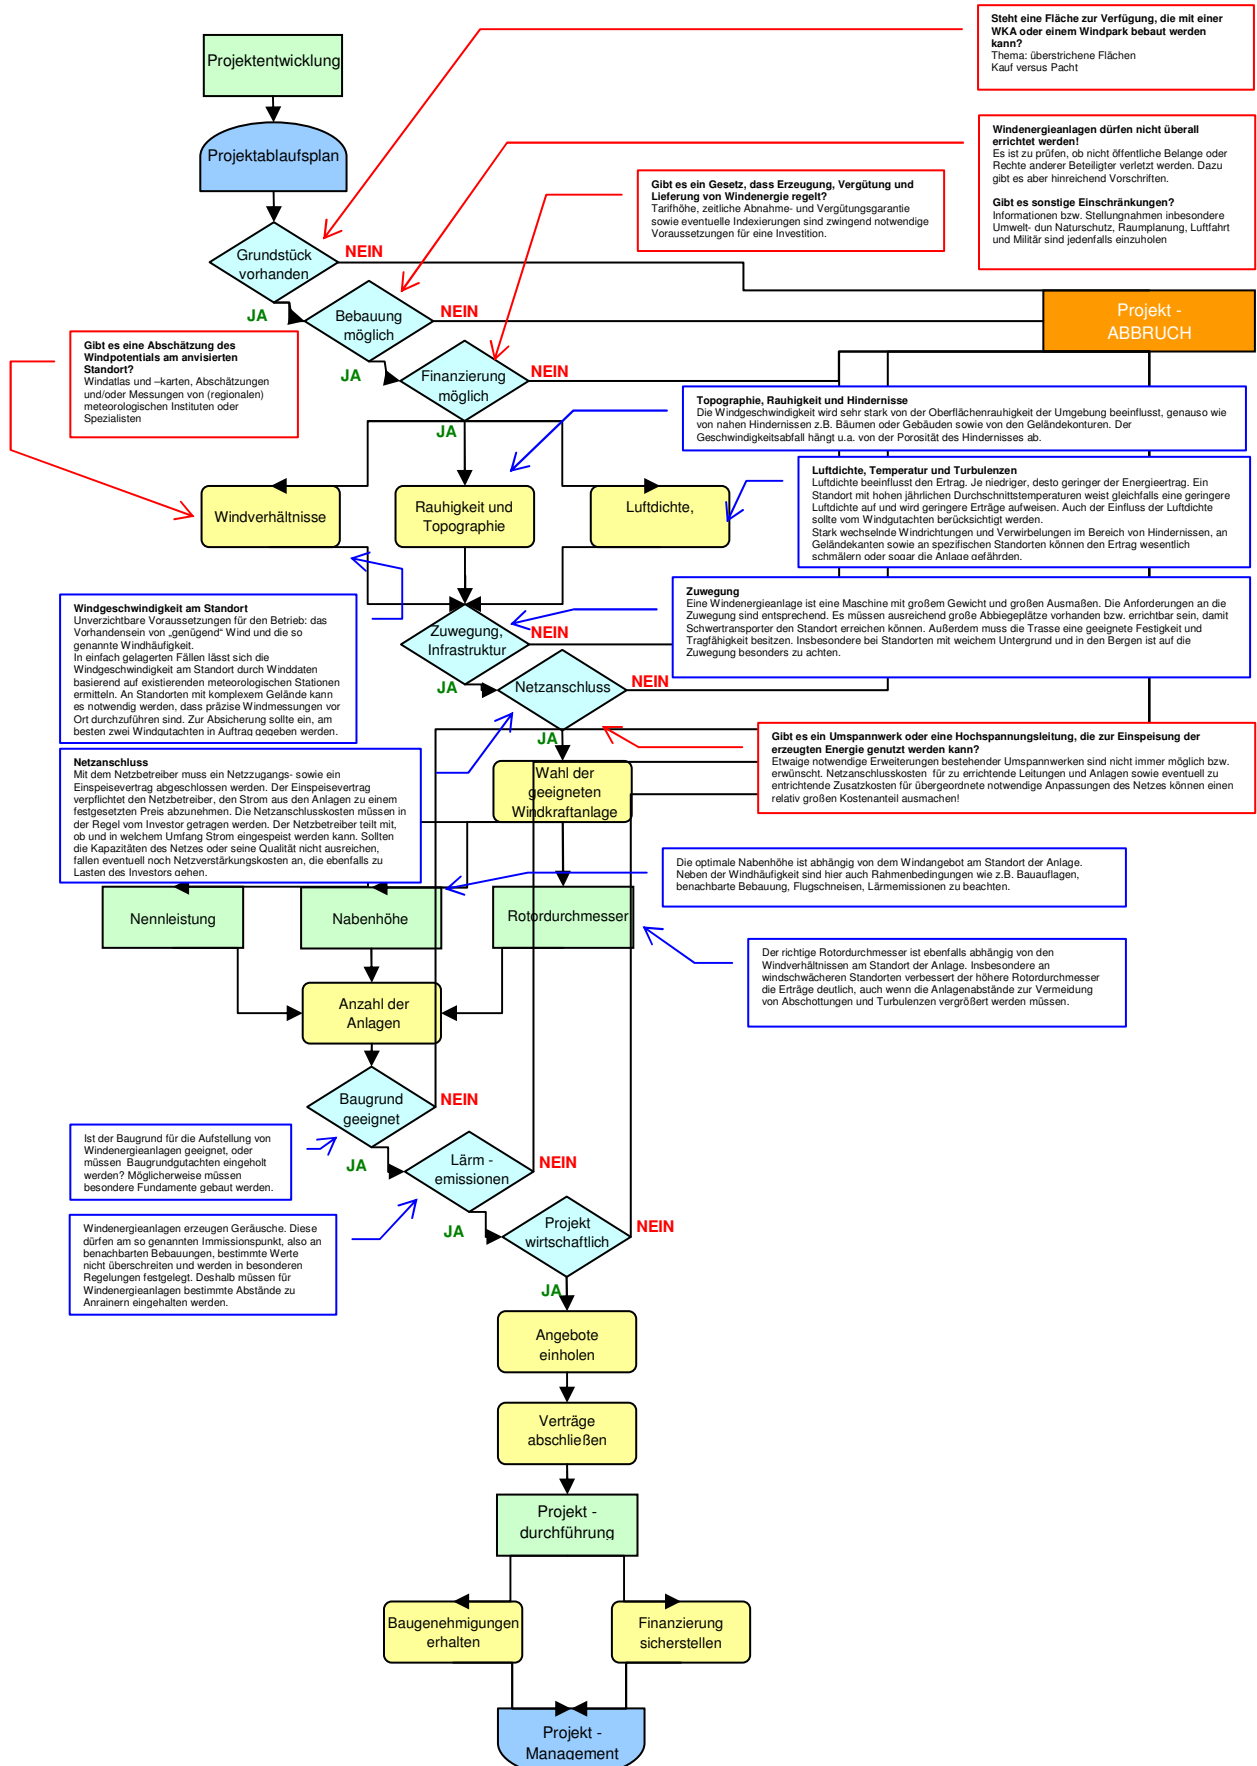 Steht eine Fläche zur Verfügung, die mit einer
WKA oder einem Windpark bebaut werden
kann?
Thema: überstrichene Flächen
Kauf versus Pacht
Projektentwicklung
Projektablaufsplan
Windenergieanlagen dürfen nicht überall
errichtet werden!
Es ist zu prüfen, ob nicht öffentliche Belange oder
Rechte anderer Beteiligter verletzt werden. Dazu
gibt es aber hinreichend Vorschriften.
Gibt es sonstige Einschränkungen?
Informationen bzw. Stellungnahmen inbesondere
Umwelt- dun Naturschutz, Raumplanung, Luftfahrt
und Militär sind jedenfalls einzuholen
Gibt es ein Gesetz, dass Erzeugung, Vergütung und
Lieferung von Windenergie regelt?
Tarifhöhe, zeitliche Abnahme- und Vergütungsgarantie
sowie eventuelle Indexierungen sind zwingend notwendige
Voraussetzungen für eine Investition.
Grundstück
vorhanden
NEIN
JA
Bebauung
möglich
NEIN
JA
Projekt -
ABBRUCH
Finanzierung
möglich
NEIN
JA
Gibt es eine Abschätzung des
Windpotentials am anvisierten
Standort?
Windatlas und –karten, Abschätzungen
und/oder Messungen von (regionalen)
meteorologischen Instituten oder
Spezialisten
Topographie, Rauhigkeit und Hindernisse
Die Windgeschwindigkeit wird sehr stark von der Oberflächenrauhigkeit der Umgebung beeinflusst, genauso wie
von nahen Hindernissen z.B. Bäumen oder Gebäuden sowie von den Geländekonturen. Der
Geschwindigkeitsabfall hängt u.a. von der Porosität des Hindernisses ab.
Windverhältnisse
Rauhigkeit und
Topographie
Luftdichte,
Luftdichte, Temperatur und Turbulenzen
Luftdichte beeinflusst den Ertrag. Je niedriger, desto geringer der Energieertrag. Ein
Standort mit hohen jährlichen Durchschnittstemperaturen weist gleichfalls eine geringere
Luftdichte auf und wird geringere Erträge aufweisen. Auch der Einfluss der Luftdichte
sollte vom Windgutachten berücksichtigt werden.
Stark wechselnde Windrichtungen und Verwirbelungen im Bereich von Hindernissen, an
Geländekanten sowie an spezifischen Standorten können den Ertrag wesentlich
schmälern oder sogar die Anlage gefährden.
Windgeschwindigkeit am Standort
Unverzichtbare Voraussetzungen für den Betrieb: das
Vorhandensein von „genügend“ Wind und die so
genannte Windhäufigkeit.
In einfach gelagerten Fällen lässt sich die
Windgeschwindigkeit am Standort durch Winddaten
basierend auf existierenden meteorologischen Stationen
ermitteln. An Standorten mit komplexem Gelände kann
es notwendig werden, dass präzise Windmessungen vor
Ort durchzuführen sind. Zur Absicherung sollte ein, am
besten zwei Windgutachten in Auftrag gegeben werden.
Zuwegung,
Infrastruktur
NEIN
JA
Zuwegung
Eine Windenergieanlage ist eine Maschine mit großem Gewicht und großen Ausmaßen. Die Anforderungen an die
Zuwegung sind entsprechend. Es müssen ausreichend große Abbiegeplätze vorhanden bzw. errichtbar sein, damit
Schwertransporter den Standort erreichen können. Außerdem muss die Trasse eine geeignete Festigkeit und
Tragfähigkeit besitzen. Insbesondere bei Standorten mit weichem Untergrund und in den Bergen ist auf die
Zuwegung besonders zu achten.
Netzanschluss
NEIN
JA
Gibt es ein Umspannwerk oder eine Hochspannungsleitung, die zur Einspeisung der
erzeugten Energie genutzt werden kann?
Etwaige notwendige Erweiterungen bestehender Umspannwerken sind nicht immer möglich bzw.
erwünscht. Netzanschlusskosten für zu errichtende Leitungen und Anlagen sowie eventuell zu
entrichtende Zusatzkosten für übergeordnete notwendige Anpassungen des Netzes können einen
relativ großen Kostenanteil ausmachen!
Netzanschluss
Mit dem Netzbetreiber muss ein Netzzugangs- sowie ein
Einspeisevertrag abgeschlossen werden. Der Einspeisevertrag
verpflichtet den Netzbetreiber, den Strom aus den Anlagen zu einem
festgesetzten Preis abzunehmen. Die Netzanschlusskosten müssen in
der Regel vom Investor getragen werden. Der Netzbetreiber teilt mit,
ob und in welchem Umfang Strom eingespeist werden kann. Sollten
die Kapazitäten des Netzes oder seine Qualität nicht ausreichen,
fallen eventuell noch Netzverstärkungskosten an, die ebenfalls zu
Lasten des Investors gehen.
Wahl der
geeigneten
Windkraftanlage
Die optimale Nabenhöhe ist abhängig von dem Windangebot am Standort der Anlage.
Neben der Windhäufigkeit sind hier auch Rahmenbedingungen wie z.B. Bauauflagen,
benachbarte Bebauung, Flugschneisen, Lärmemissionen zu beachten.
Nennleistung
Nabenhöhe
Rotordurchmesser
Der richtige Rotordurchmesser ist ebenfalls abhängig von den
Windverhältnissen am Standort der Anlage. Insbesondere an
windschwächeren Standorten verbessert der höhere Rotordurchmesser
die Erträge deutlich, auch wenn die Anlagenabstände zur Vermeidung
von Abschottungen und Turbulenzen vergrößert werden müssen.
Anzahl der
Anlagen
Baugrund
geeignet
NEIN
JA
Ist der Baugrund für die Aufstellung von
Windenergieanlagen geeignet, oder
müssen Baugrundgutachten eingeholt
werden? Möglicherweise müssen
besondere Fundamente gebaut werden.
Lärm -
emissionen
NEIN
JA
Windenergieanlagen erzeugen Geräusche. Diese
dürfen am so genannten Immissionspunkt, also an
benachbarten Bebauungen, bestimmte Werte
nicht überschreiten und werden in besonderen
Regelungen festgelegt. Deshalb müssen für
Windenergieanlagen bestimmte Abstände zu
Anrainern eingehalten werden.
Projekt
wirtschaftlich
NEIN
JA
Angebote
einholen
Verträge
abschließen
Projekt -
durchführung
Baugenehmigungen
erhalten
Finanzierung
sicherstellen
Projekt -
Management